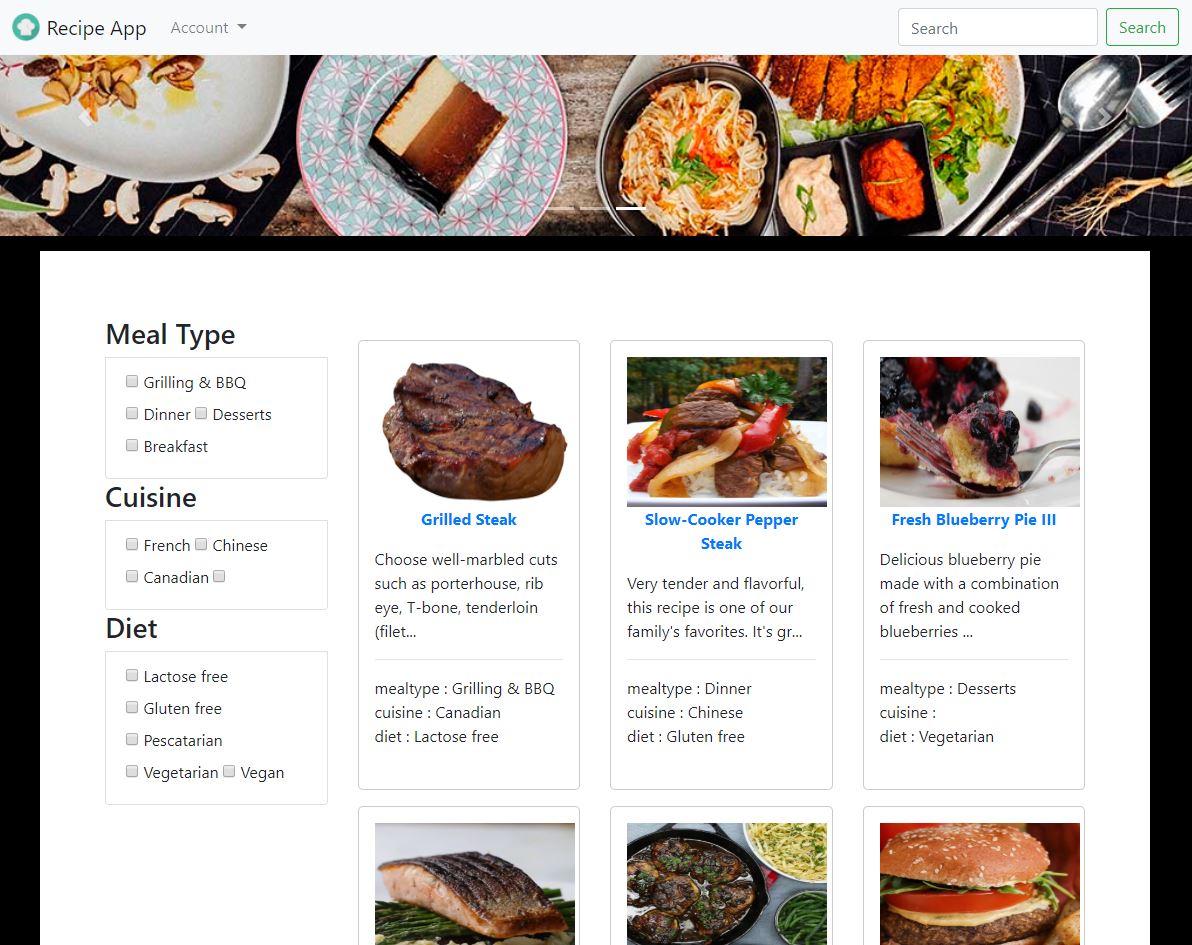 Recipe App
Account
Search
Search
Meal Type
Grilling & BBQ
Dinner Desserts
Breakfast
Cuisine
French Chinese
Canadian
Diet
Lactose free
Gluten free
Pescatarian
Vegetarian Vegan
Grilled Steak
Choose well-marbled cuts
such as porterhouse, rib
eye, T-bone, tenderloin
(filet...
mealtype : Grilling & BBQ
cuisine : Canadian
diet : Lactose free
Slow-Cooker Pepper
Steak
Very tender and flavorful,
this recipe is one of our
family's favorites. It's gr...
mealtype : Dinner
cuisine : Chinese
diet : Gluten free
Fresh Blueberry Pie III
Delicious blueberry pie
made with a combination
of fresh and cooked
blueberries ...
mealtype : Desserts
cuisine :
diet : Vegetarian